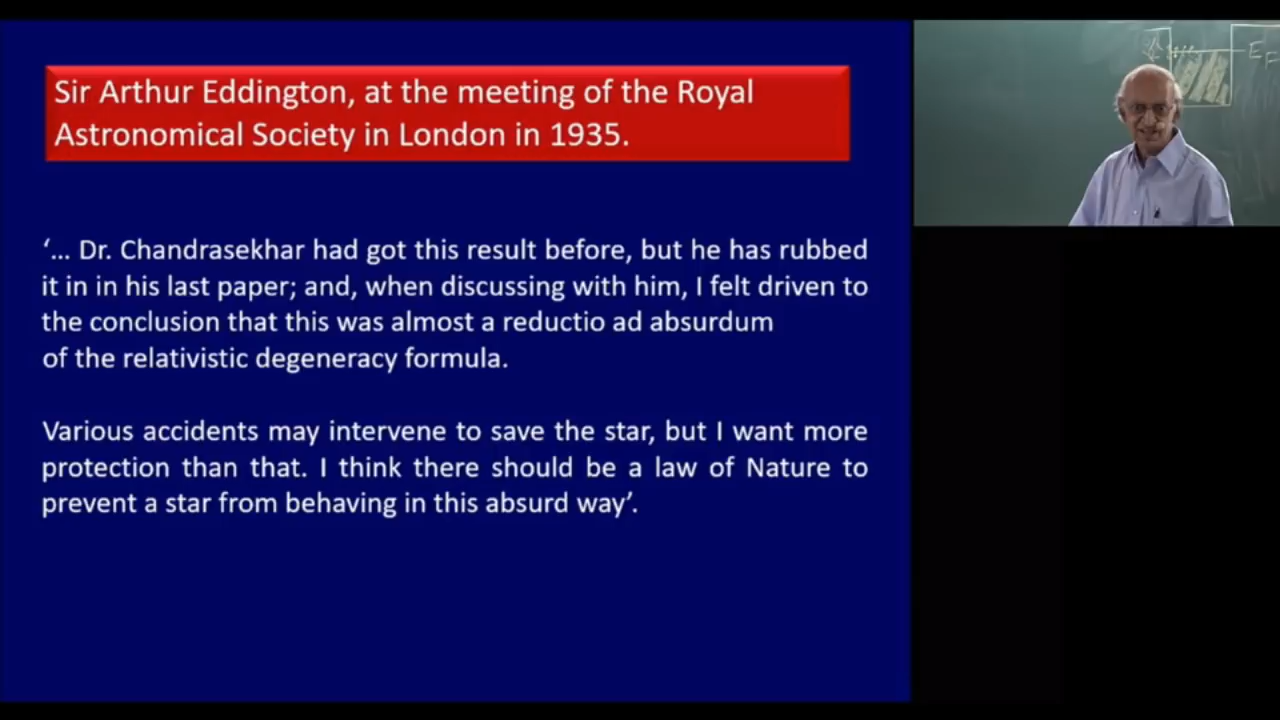 Sir Arthur Eddington, at the meeting of the Royal
Astronomical Society in London in 1935.
‘... Dr. Chandrasekhar had got this result before, but he has rubbed
it in in his last paper; and, when discussing with him, I felt driven to
the conclusion that this was almost a reductio ad absurdum
of the relativistic degeneracy formula.
Various accidents may intervene to save the star, but I want more
protection than that. I think there should be a law of Nature to
prevent a star from behaving in this absurd way’.
E_F